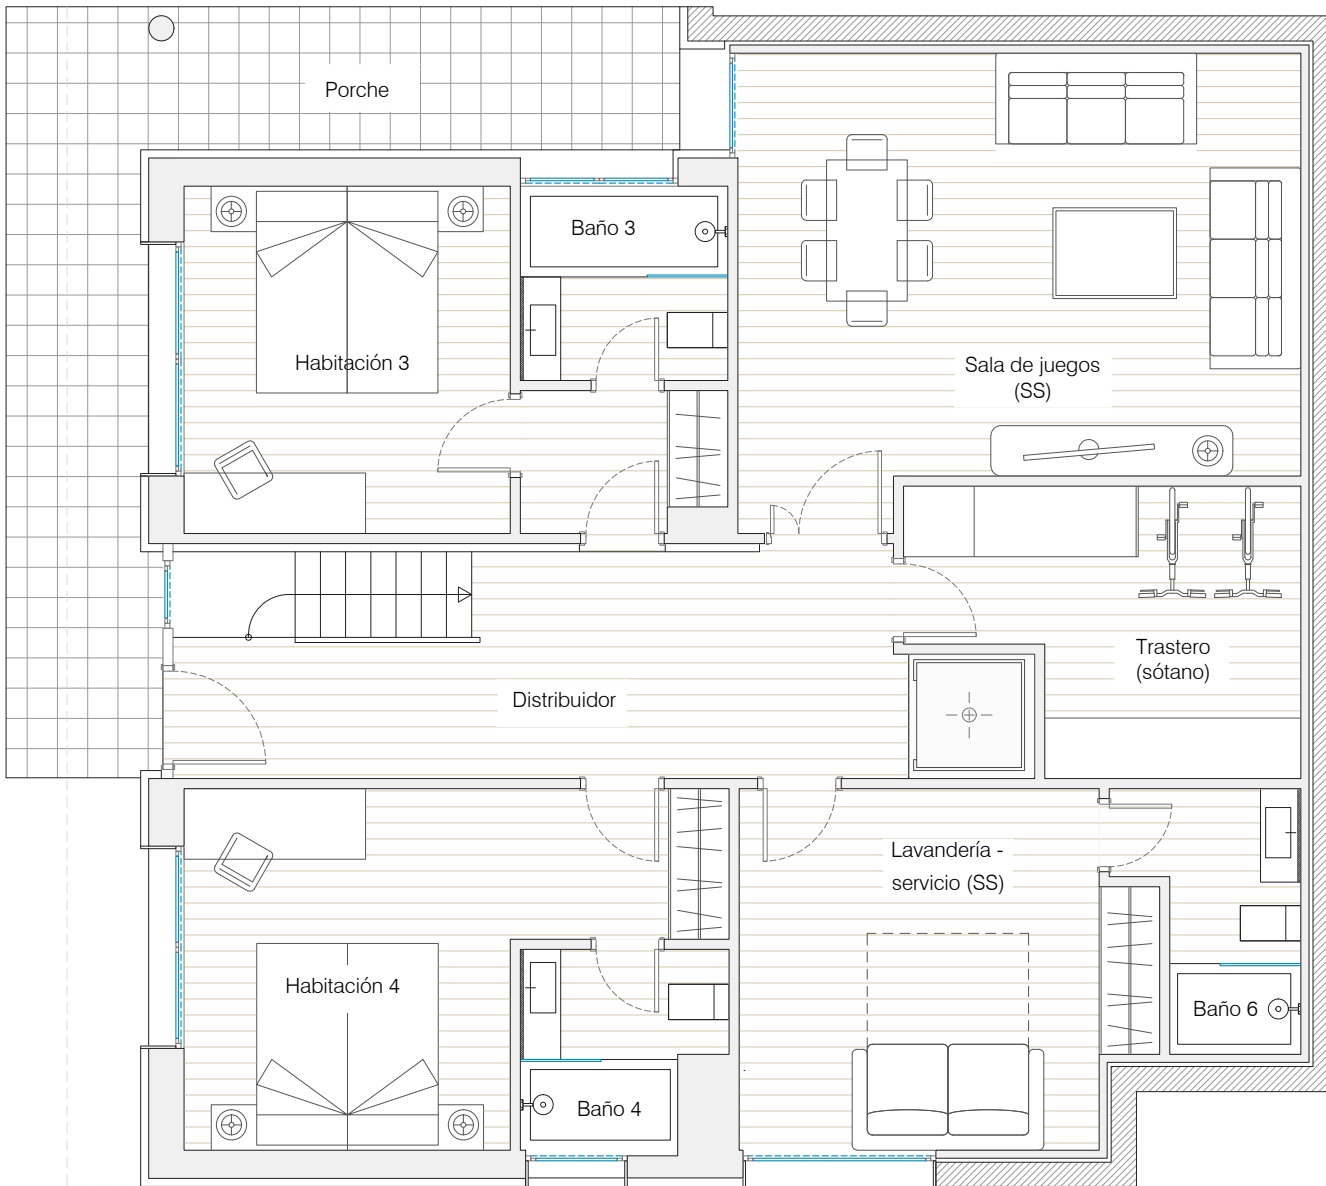 Porche
Baño 3
Habitación 3
Sala de juegos
(SS)
Trastero
(sótano)
Distribuidor
Lavandería -
servicio (SS)
Habitación 4
Baño 6
Baño 4